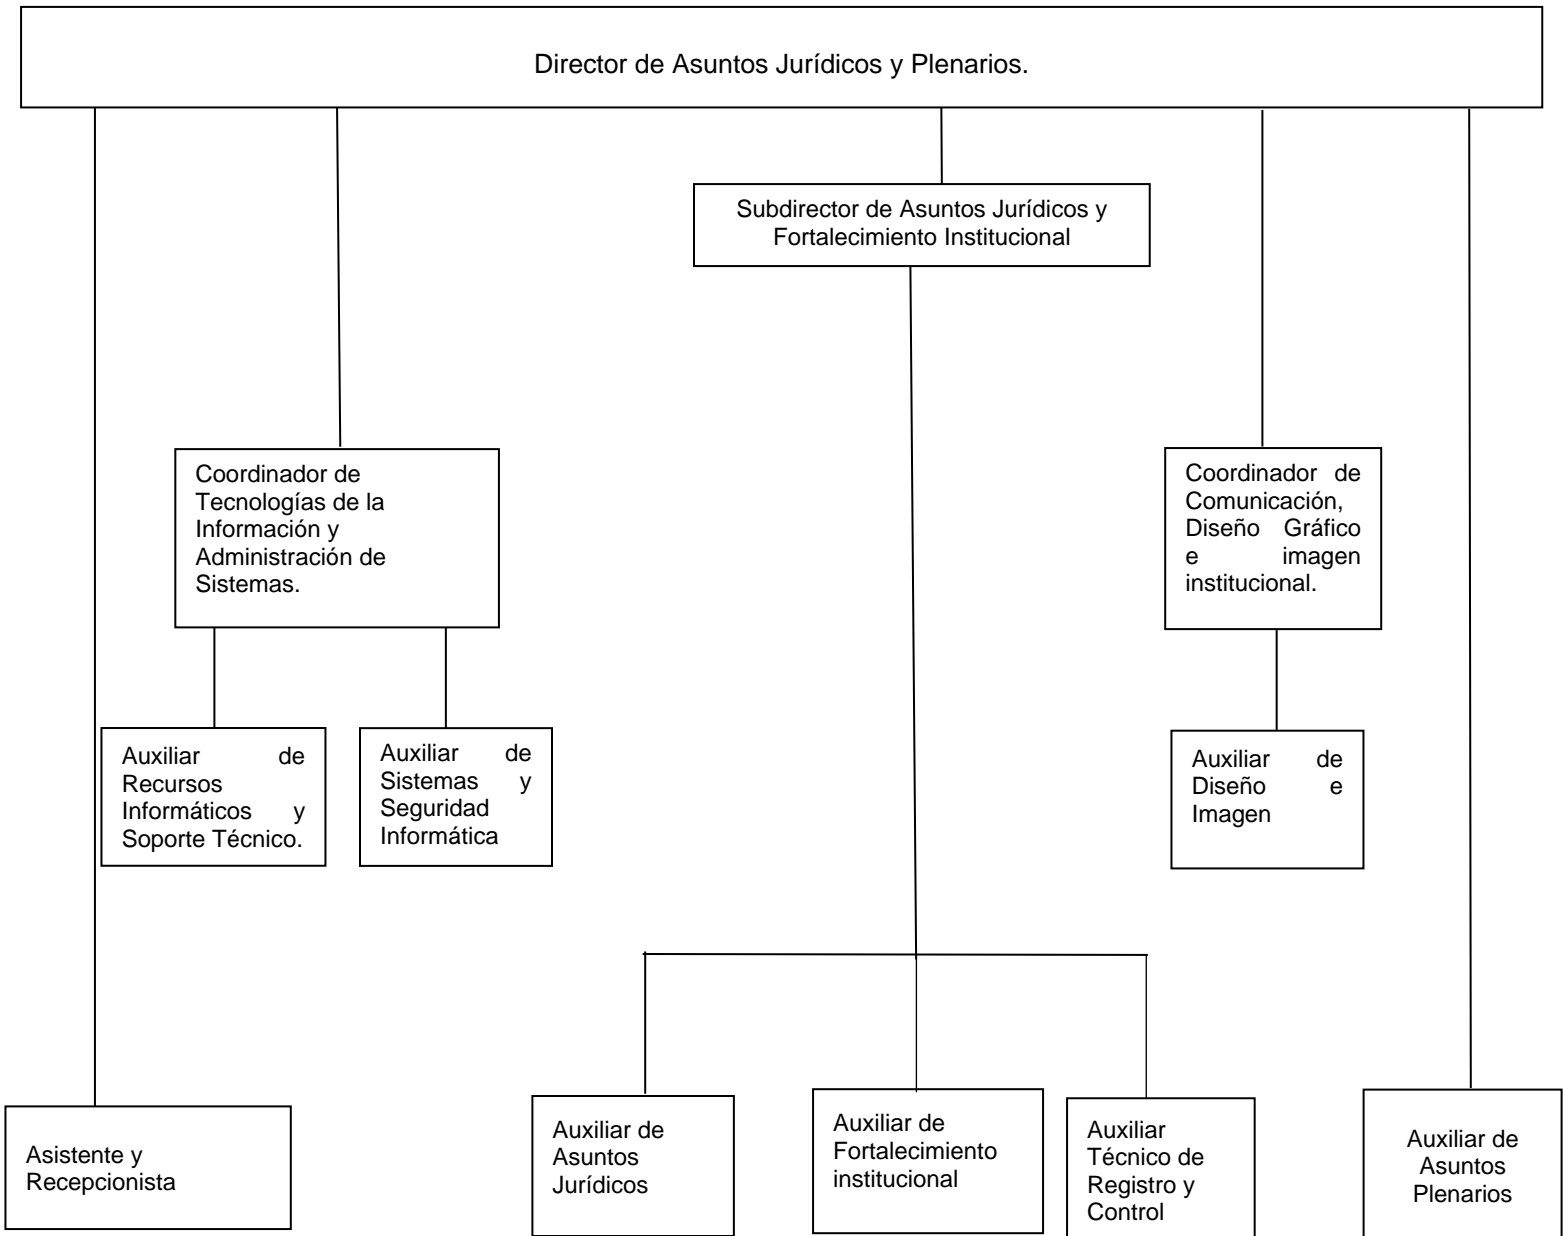 Director de Asuntos Jurídicos y Plenarios.
Subdirector de Asuntos Jurídicos y
Fortalecimiento Institucional
Coordinador de
Tecnologías de la
Información y
Administración de
Sistemas.
Coordinador de
Comunicación,
Diseño Gráfico
e imagen
institucional.
Auxiliar de
Recursos
Informáticos y
Soporte Técnico.
Auxiliar de
Sistemas y
Seguridad
Informática
Auxiliar de
Diseño e
Imagen
Asistente y
Recepcionista
Auxiliar de
Asuntos
Jurídicos
Auxiliar de
Fortalecimiento
institucional
Auxiliar
Técnico de
Registro y
Control
Auxiliar de
Asuntos
Plenarios